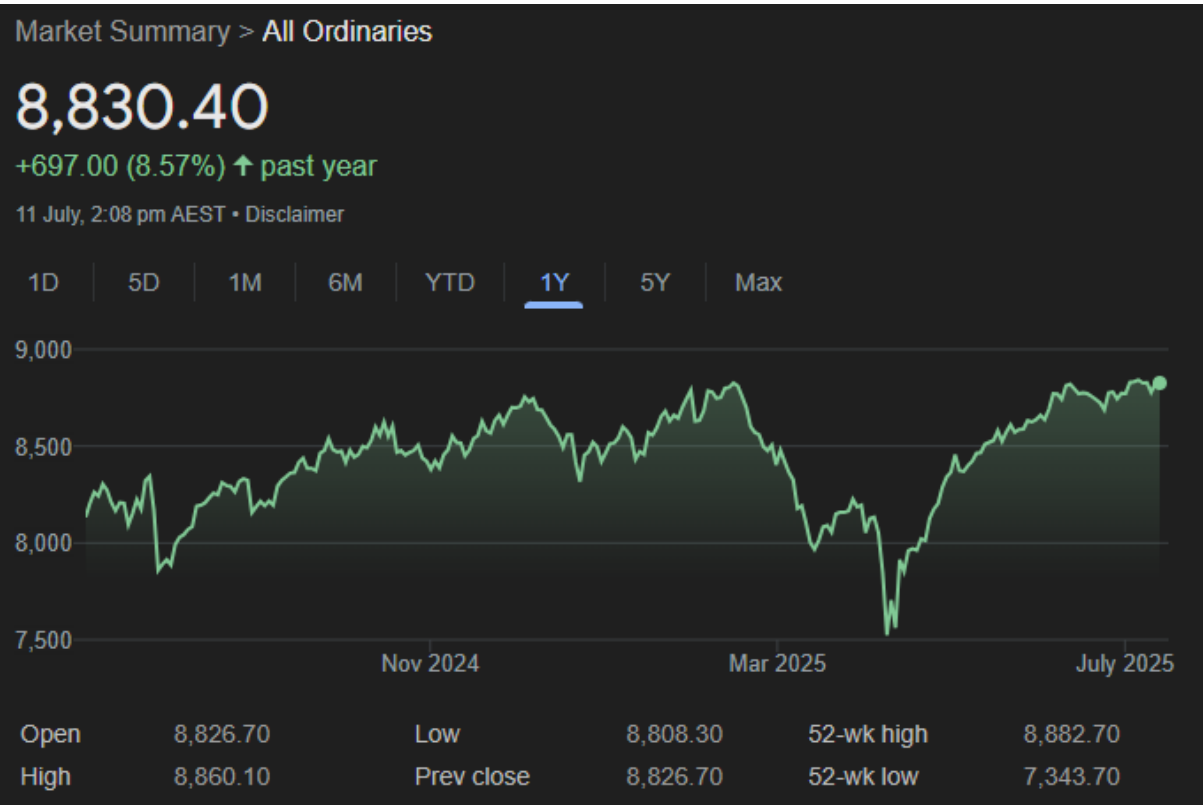 Market Summary > All Ordinaries
8,830.40
+697.00 (8.57%) ↑ past year
11 July, 2:08 pm AEST • Disclaimer
1D 5D 1M 6M YTD 1Y 5Y Max
9,000
8,500
8,000
7,500
Nov 2024 Mar 2025 July 2025
Open 8,826.70 Low 8,808.30 52-wk high 8,882.70
High 8,860.10 Prev close 8,826.70 52-wk low 7,343.70